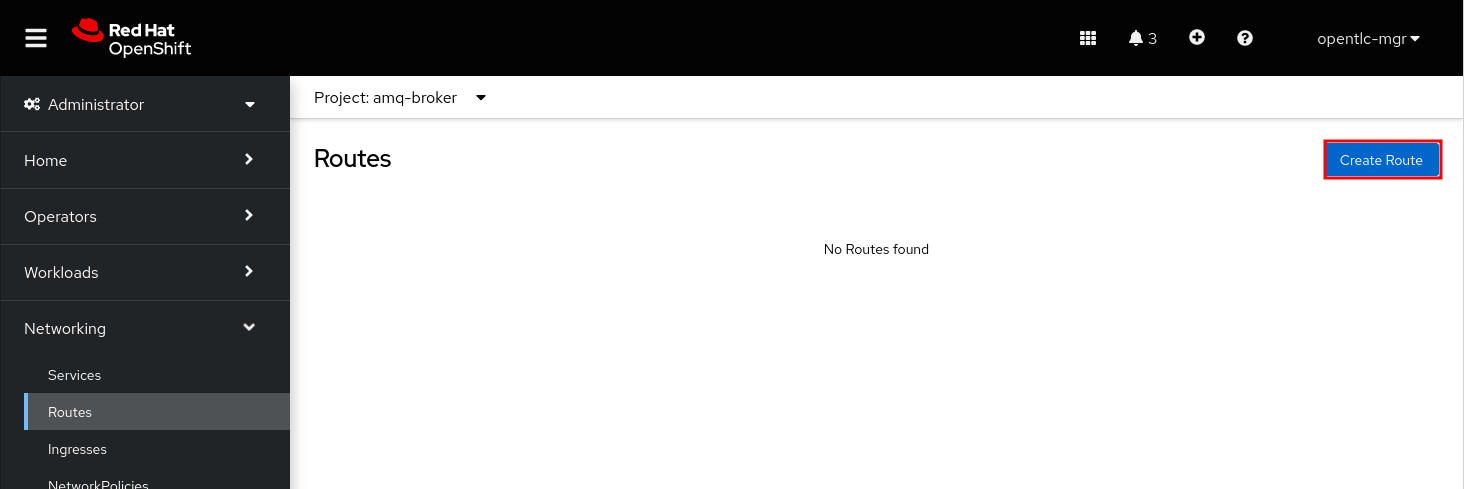 Red Hat
OpenShift
3
opentlc-mgr
Administrator
Project: amq-broker
Home
Routes
Create Route
Operators
No Routes found
Workloads
Networking
Services
Routes
Ingresses
NetworkPolicies